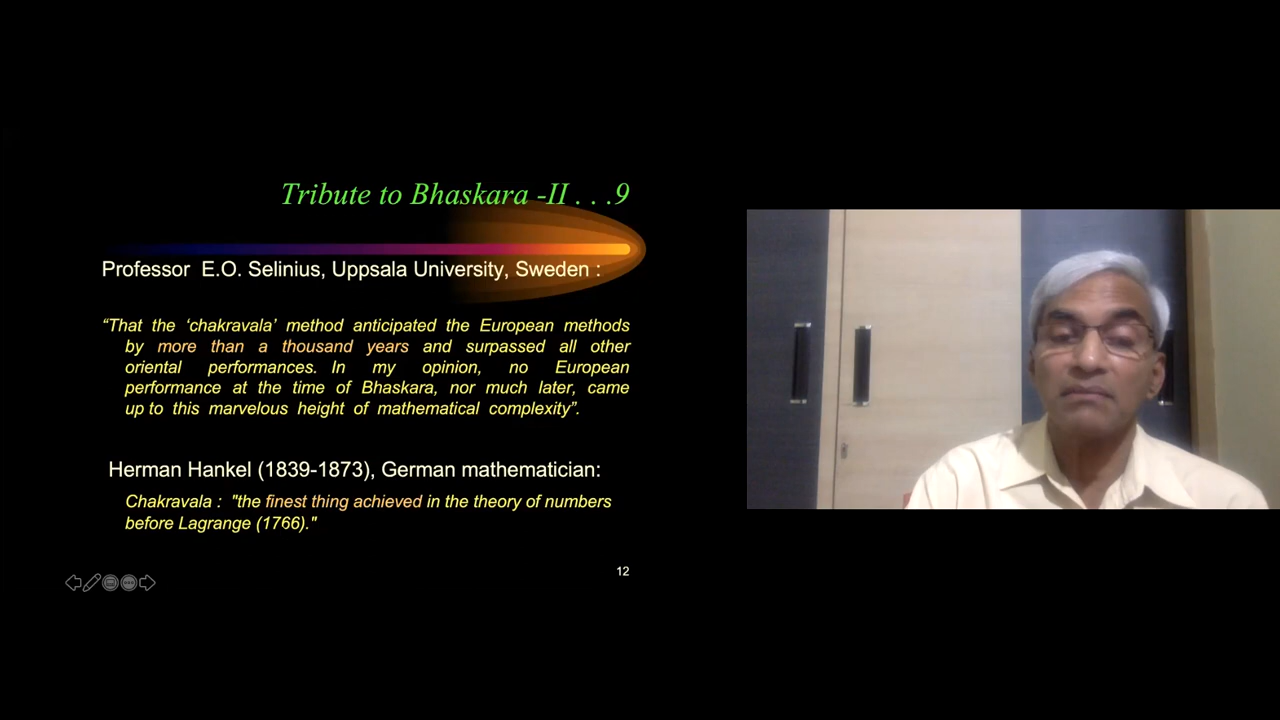 Tribute to Bhaskara -II . . .9
Professor E.O. Selinius, Uppsala University, Sweden :
“That the ‘chakravala’ method anticipated the European methods
by more than a thousand years and surpassed all other
oriental performances. In my opinion, no European
performance at the time of Bhaskara, nor much later, came
up to this marvelous height of mathematical complexity”.
Herman Hankel (1839-1873), German mathematician:
Chakravala : "the finest thing achieved in the theory of numbers
before Lagrange (1766)."
12